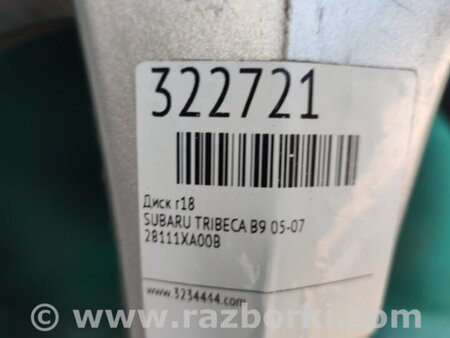 322721
Диск r18
SUBARU TRIBECA B9 05-07
28111XA00B
www.3234444.com
© www.razborki.com